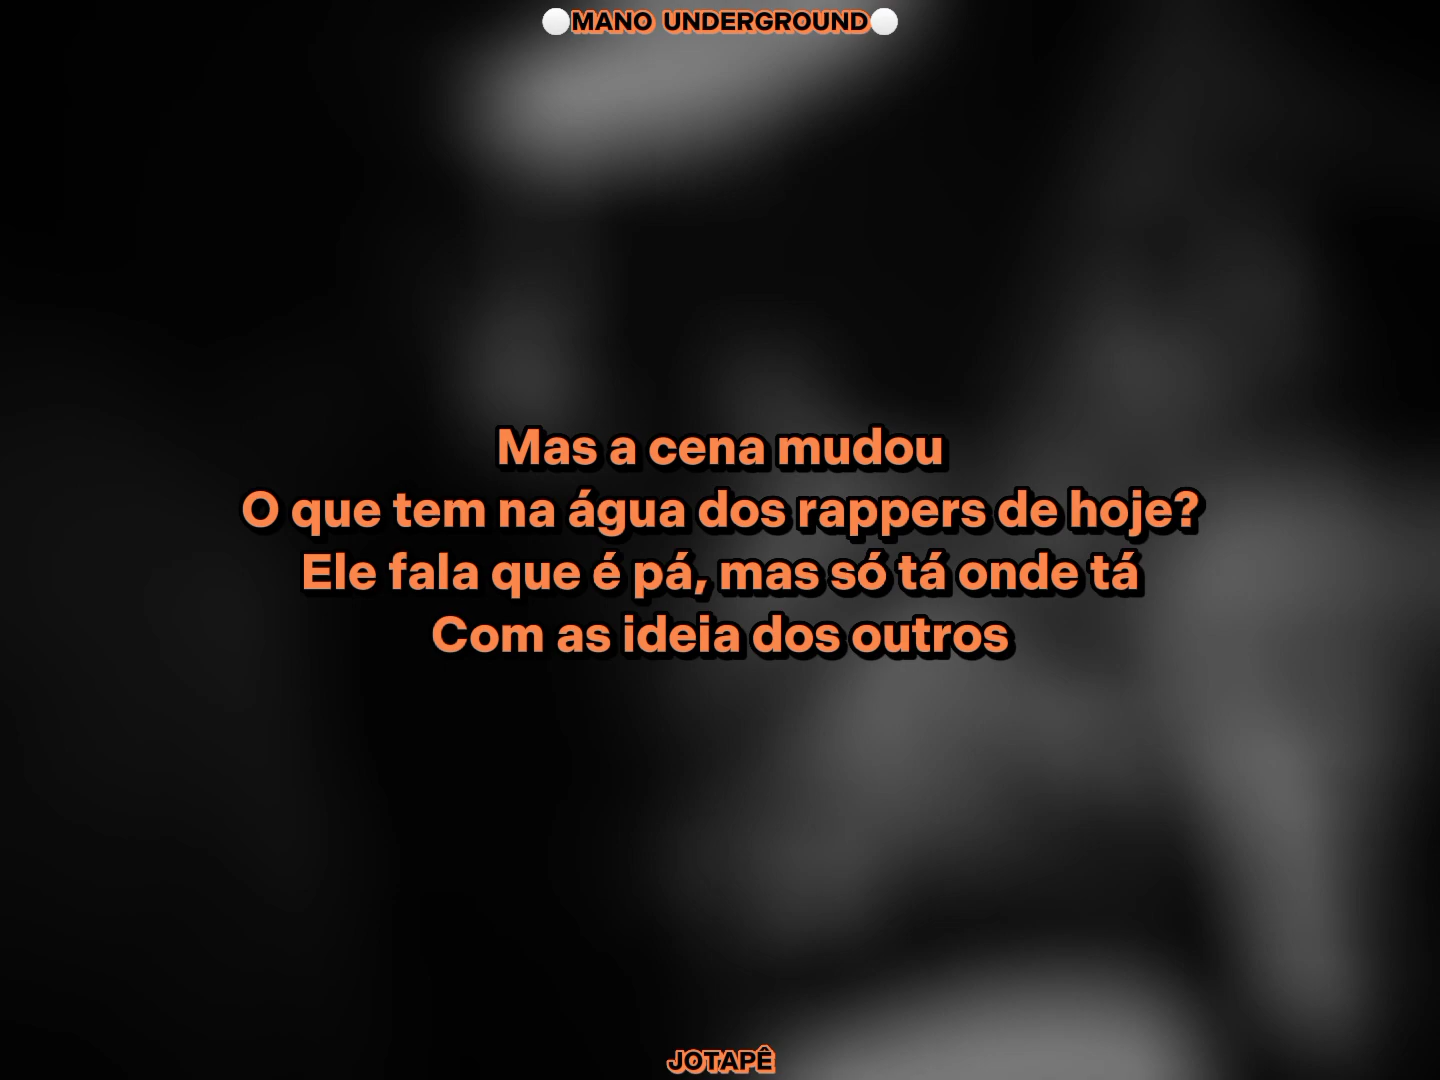 ⚪MANO UNDERGROUND⚪
Mas a cena mudou
O que tem na água dos rappers de hoje?
Ele fala que é pá, mas só tá onde tá
Com as ideia dos outros
JOTAPÊ